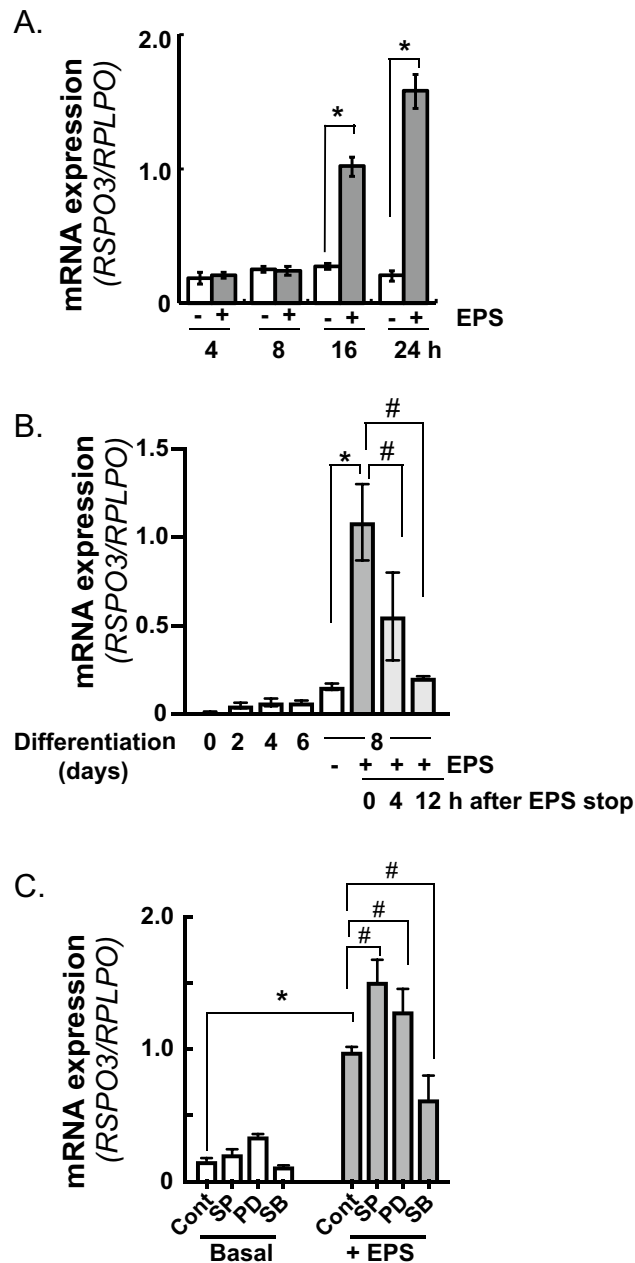 A.
mRNA expression
(RSPO3/RPLPO)
2.0
1.0
0
*
*
- + - + - + - + EPS
4 8 16 24 h
B.
mRNA expression
(RSPO3/RPLPO)
1.5
1.0
0.5
0
#
* #
Differentiation 0 2 4 6 8
(days) - + + + EPS
0 4 12 h after EPS stop
C.
mRNA expression
(RSPO3/RPLPO)
2.0
1.0
0
#
#
#
*
Cont SP PD SB Cont SP PD SB
Basal + EPS